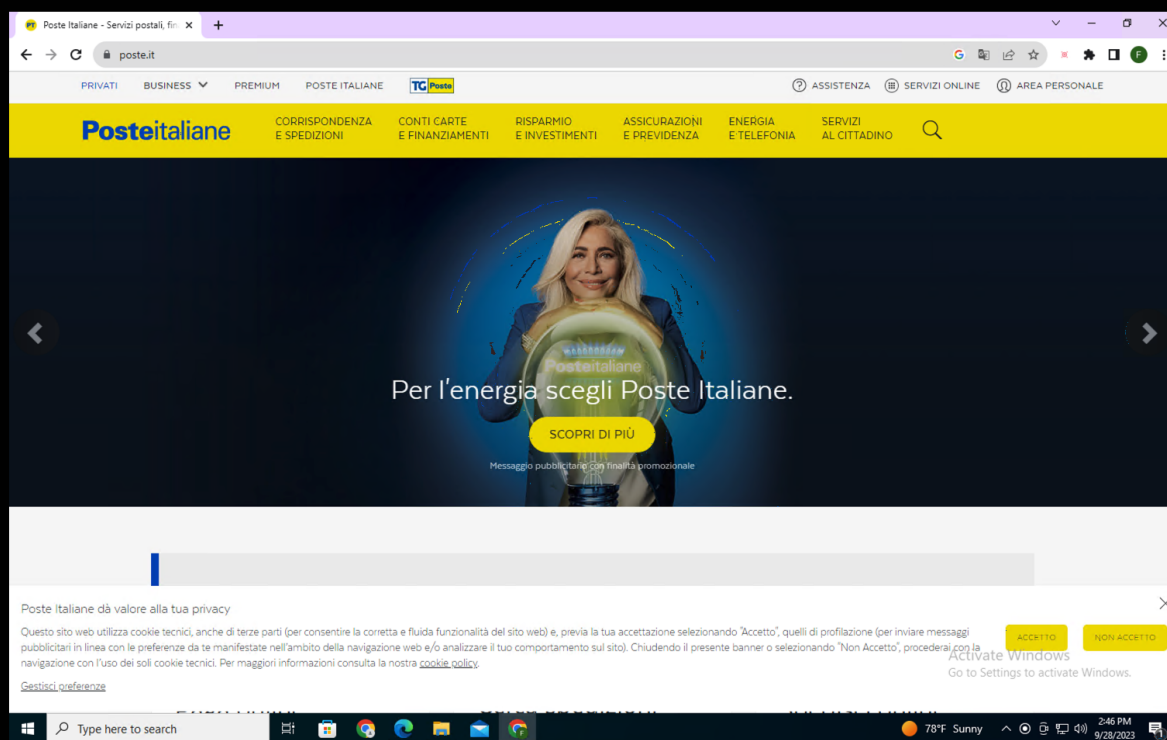 Poste Italiane - Servizi postali, fin
poste.it
PRIVATI BUSINESS PREMIUM POSTE ITALIANE TG Poste ASSISTENZA SERVIZI ONLINE AREA PERSONALE
Posteitaliane
CORRISPONDENZA
E SPEDIZIONI
CONTI CARTE
E FINANZIAMENTI
RISPARMIO
E INVESTIMENTI
ASSICURAZIONI
E PREVIDENZA
ENERGIA
E TELEFONIA
SERVIZI
AL CITTADINO
Posteitaliane
Per l'energia scegli Poste Italiane.
SCOPRI DI PIÙ
Messaggio pubblicitario con finalità promozionale
Poste Italiane dà valore alla tua privacy
Questo sito web utilizza cookie tecnici, anche di terze parti (per consentire la corretta e fluida funzionalità del sito web) e, previa la tua accettazione selezionando "Accetto", quelli di profilazione (per inviare messaggi
pubblicitari in linea con le preferenze da te manifestate nell'ambito della navigazione web e/o analizzare il tuo comportamento sul sito). Chiudendo il presente banner o selezionando "Non Accetto", procederai con la
navigazione con l'uso dei soli cookie tecnici. Per maggiori informazioni consulta la nostra cookie policy.
Gestisci preferenze
ACCETTO
NON ACCETTO
Activate Windows
Go to Settings to activate Windows.
Type here to search
78°F Sunny
2:46 PM
9/28/2023